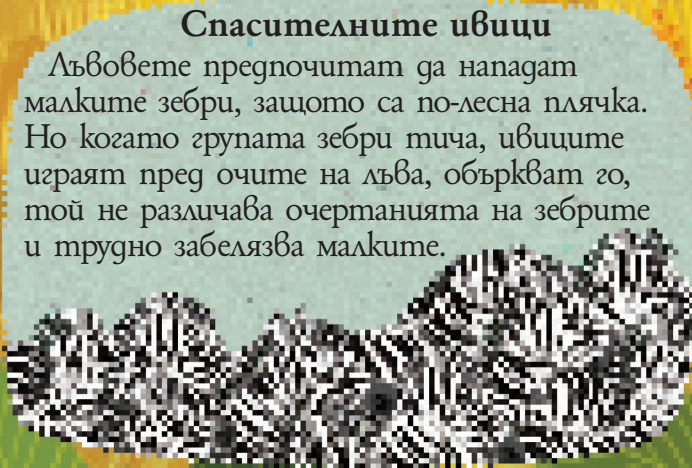 Спасителните ивици
Лъвовете предпочитат да нападат
малките зебри, защото са по-лесна плячка.
Но когато групата зебри тича, ивиците
играят пред очите на лъва, объркват го,
той не различава очертанията на зебрите
и трудно забелязва малките.